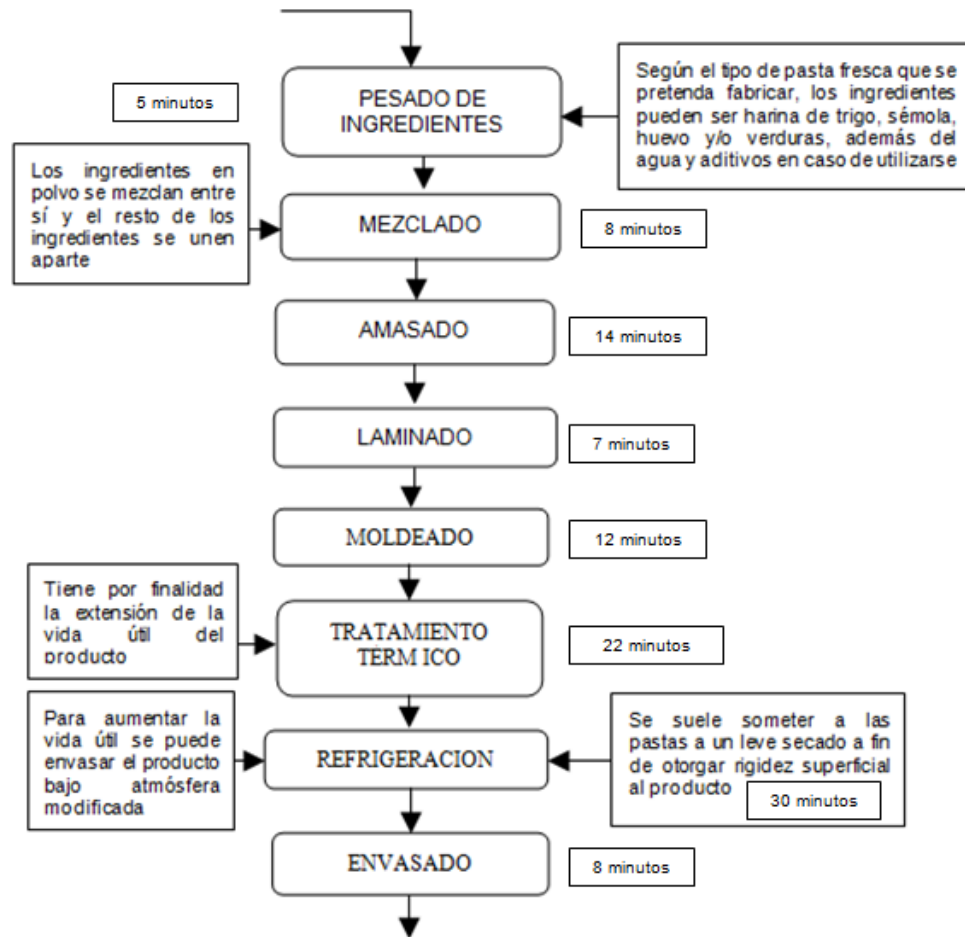 PESADO DE
INGREDIENTES
5 minutos
Según el tipo de pasta fresca que se
pretenda fabricar, los ingredientes
pueden ser harina de trigo, sémola,
huevo y/o verduras, además del
agua y aditivos en caso de utilizarse
Los ingredientes en
polvo se mezclan entre
sí y el resto de los
ingredientes se unen
aparte
MEZCLADO
8 minutos
AMASADO
14 minutos
LAMINADO
7 minutos
MOLDEADO
12 minutos
Tiene por finalidad
la extensión de la
vida útil del
producto
TRATAMIENTO
TERM ICO
22 minutos
Para aumentar la
vida útil se puede
envasar el producto
bajo atmósfera
modificada
REFRIGERACION
Se suele someter a las
pastas a un leve secado a fin
de otorgar rigidez superficial
al producto
30 minutos
ENVASADO
8 minutos